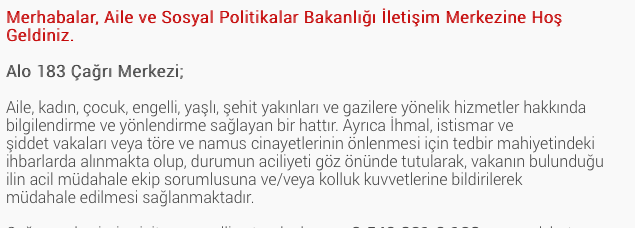 Merhabalar, Aile ve Sosyal Politikalar Bakanlığı İletişim Merkezine Hoş
Geldiniz.
Alo 183 Çağrı Merkezi;
Aile, kadın, çocuk, engelli, yaşlı, şehit yakınları ve gazilere yönelik hizmetler hakkında
bilgilendirme ve yönlendirme sağlayan bir hattır. Ayrıca İhmal, istismar ve
şiddet vakaları veya töre ve namus cinayetlerinin önlenmesi için tedbir mahiyetindeki
ihbarlarda alınmakta olup, durumun aciliyeti göz önünde tutularak, vakanın bulunduğu
ilin acil müdahale ekip sorumlusuna ve/veya kolluk kuvvetlerine bildirilerek
müdahale edilmesi sağlanmaktadır.